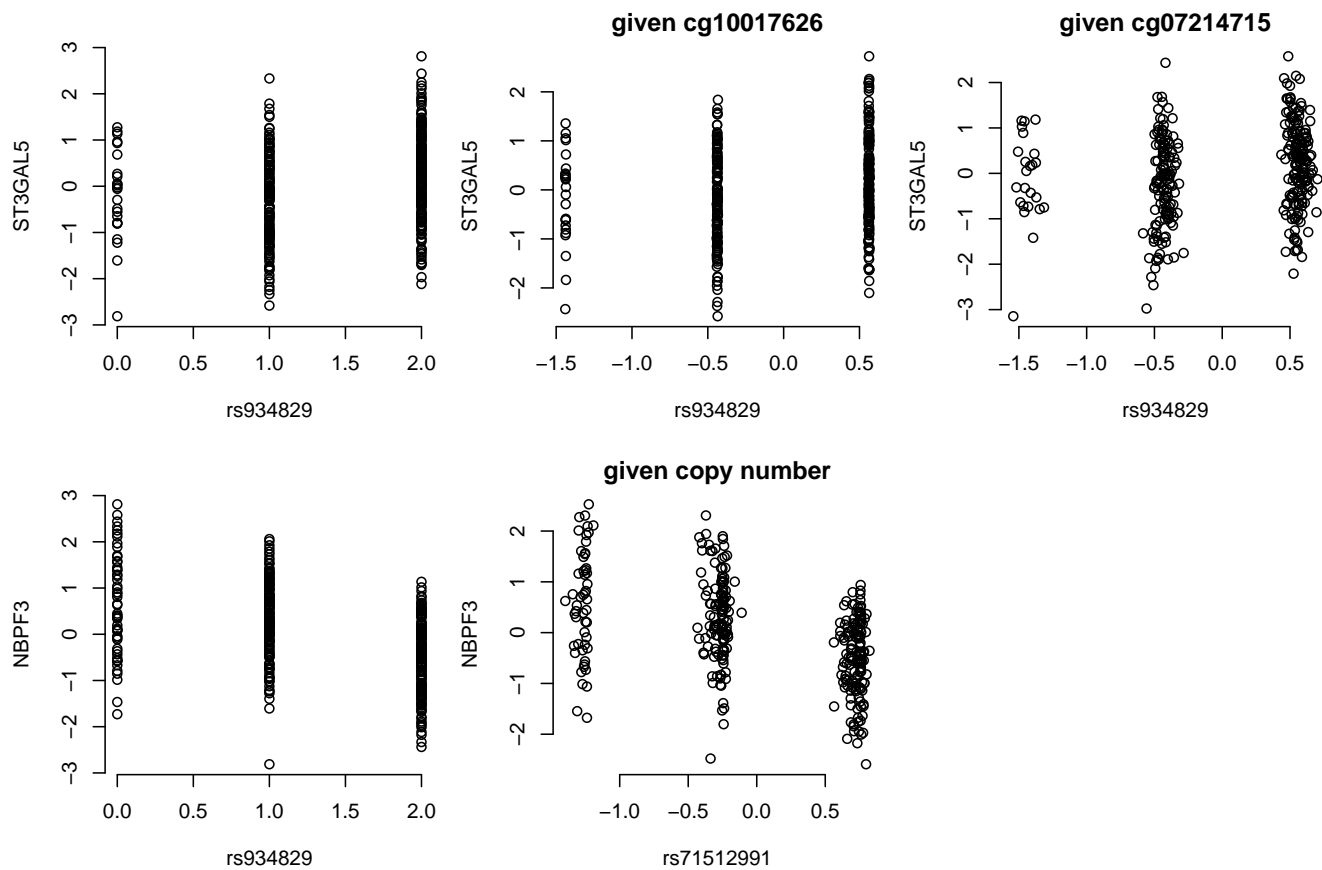 given cg10017626
given cg07214715
ST3GAL5
3
2
1
0
−1
−2
−3
0.0 0.5 1.0 1.5 2.0
rs934829
ST3GAL5
2
1
0
−1
−2
−1.5 −1.0 −0.5 0.0 0.5
rs934829
ST3GAL5
2
1
0
−1
−2
−3
−1.5 −1.0 −0.5 0.0 0.5
rs934829
NBPF3
3
2
1
0
−1
−2
−3
0.0 0.5 1.0 1.5 2.0
rs934829
given copy number
NBPF3
2
1
0
−1
−2
−1.0 −0.5 0.0 0.5
rs71512991